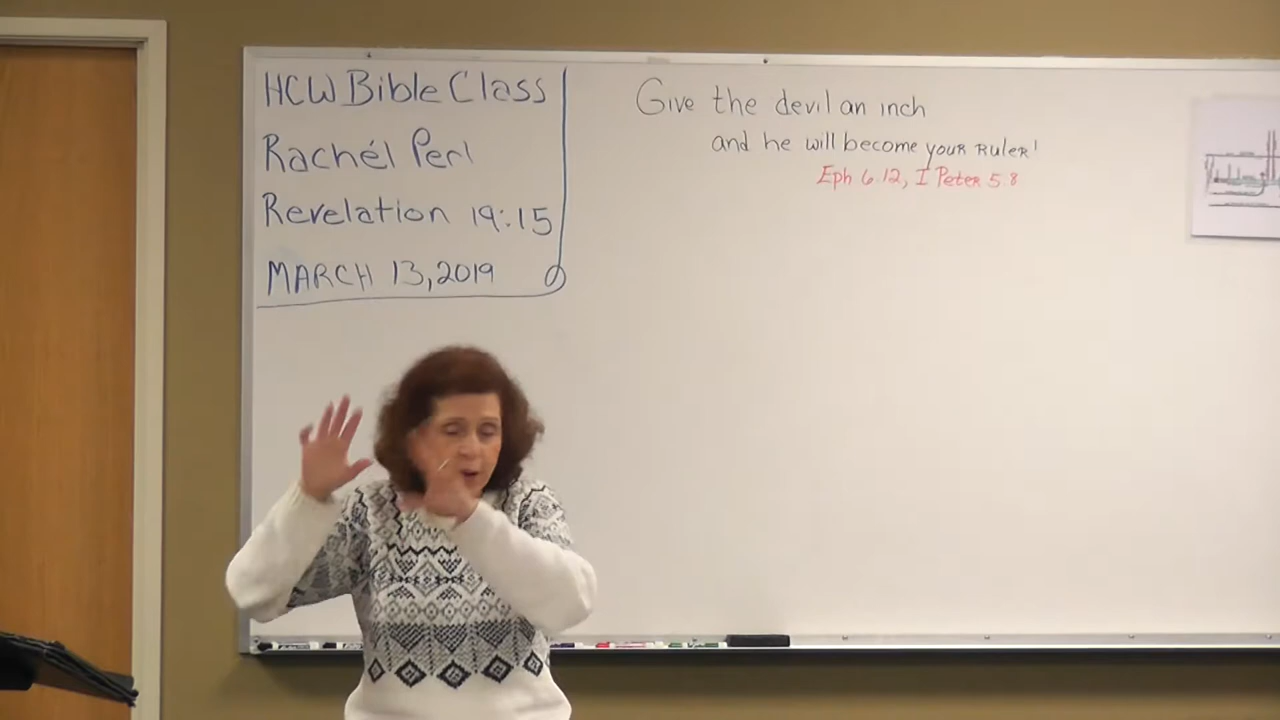 HCW Bible Class
Rachél Perl
Revelation 19:15
MARCH 13, 2019
Give the devil an inch
and he will become your RuleR!
Eph 6.12, I Peter 5.8